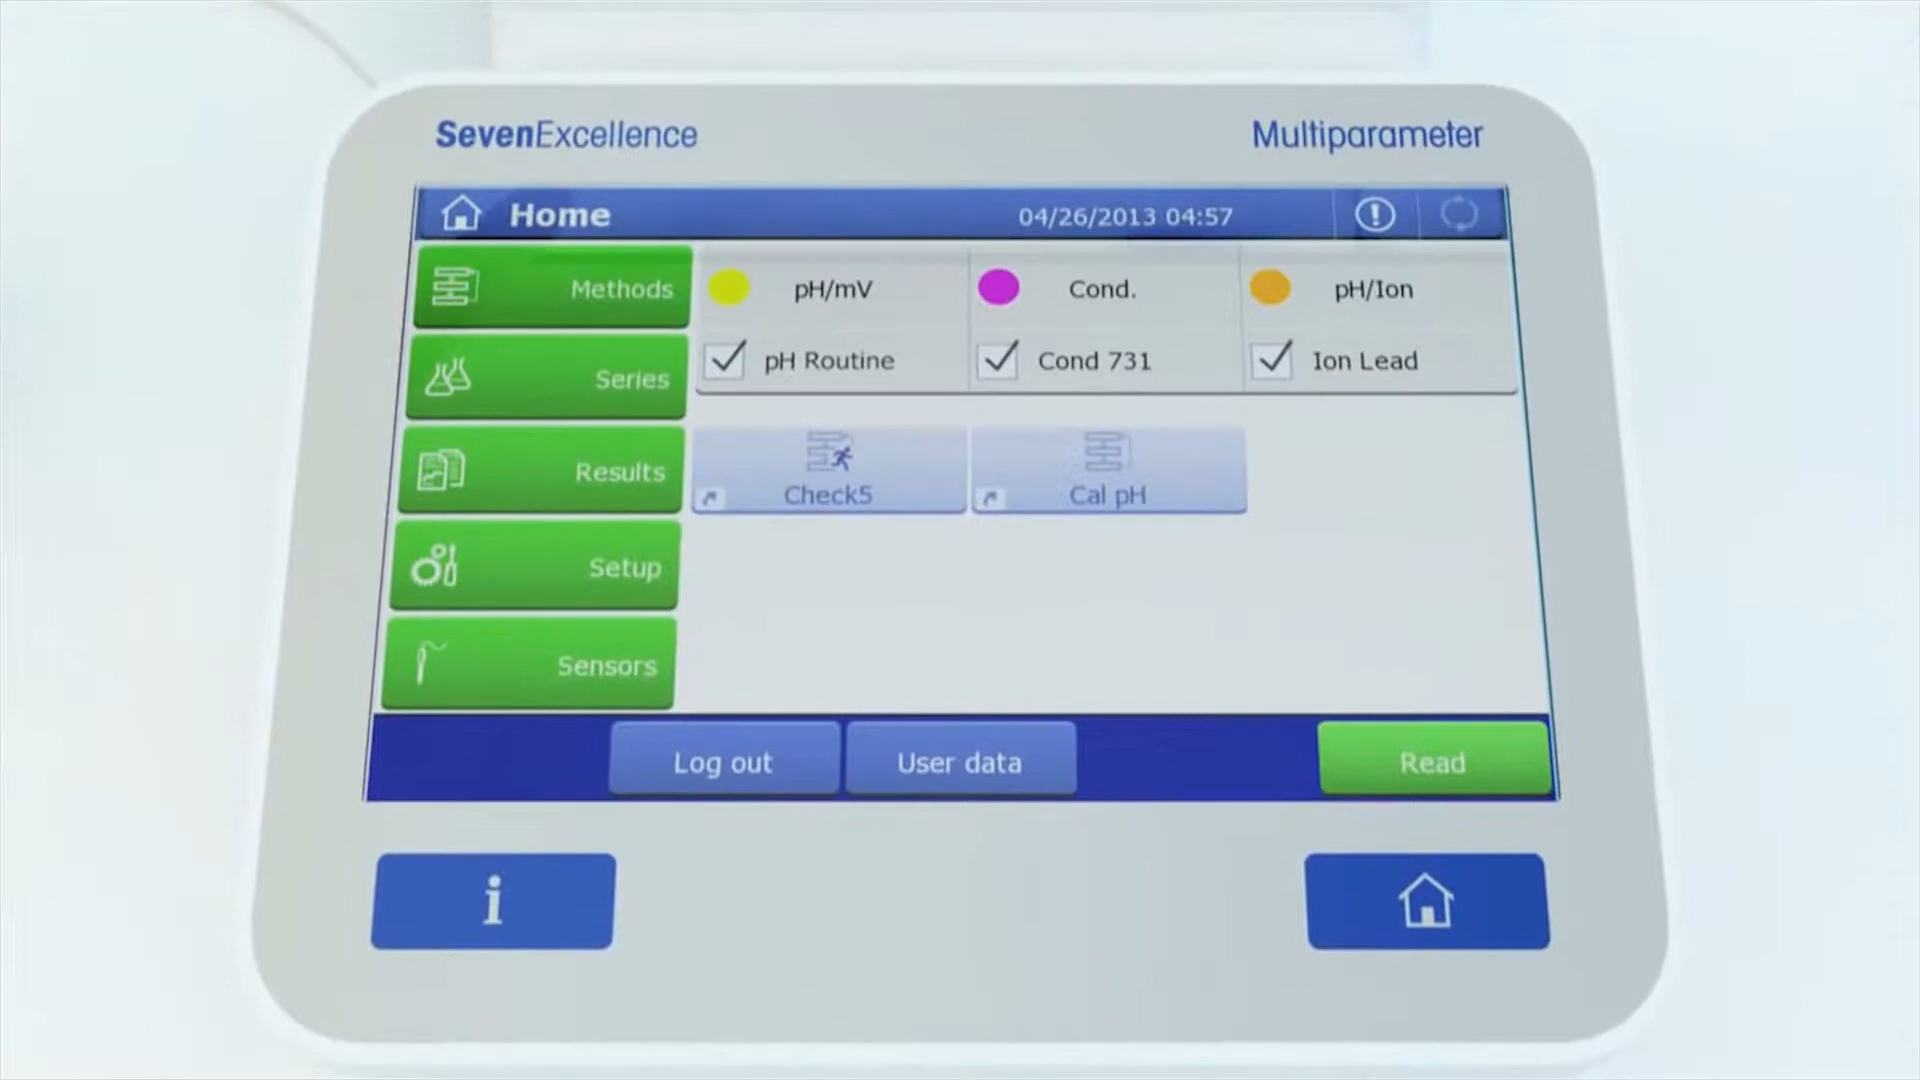 SevenExcellence
Multiparameter
Home
04/26/2013 04:57
Methods
Series
Results
Setup
Sensors
pH/mV
Cond.
pH/Ion
pH Routine
Cond 731
Ion Lead
Check5
Cal pH
Log out
User data
Read
i